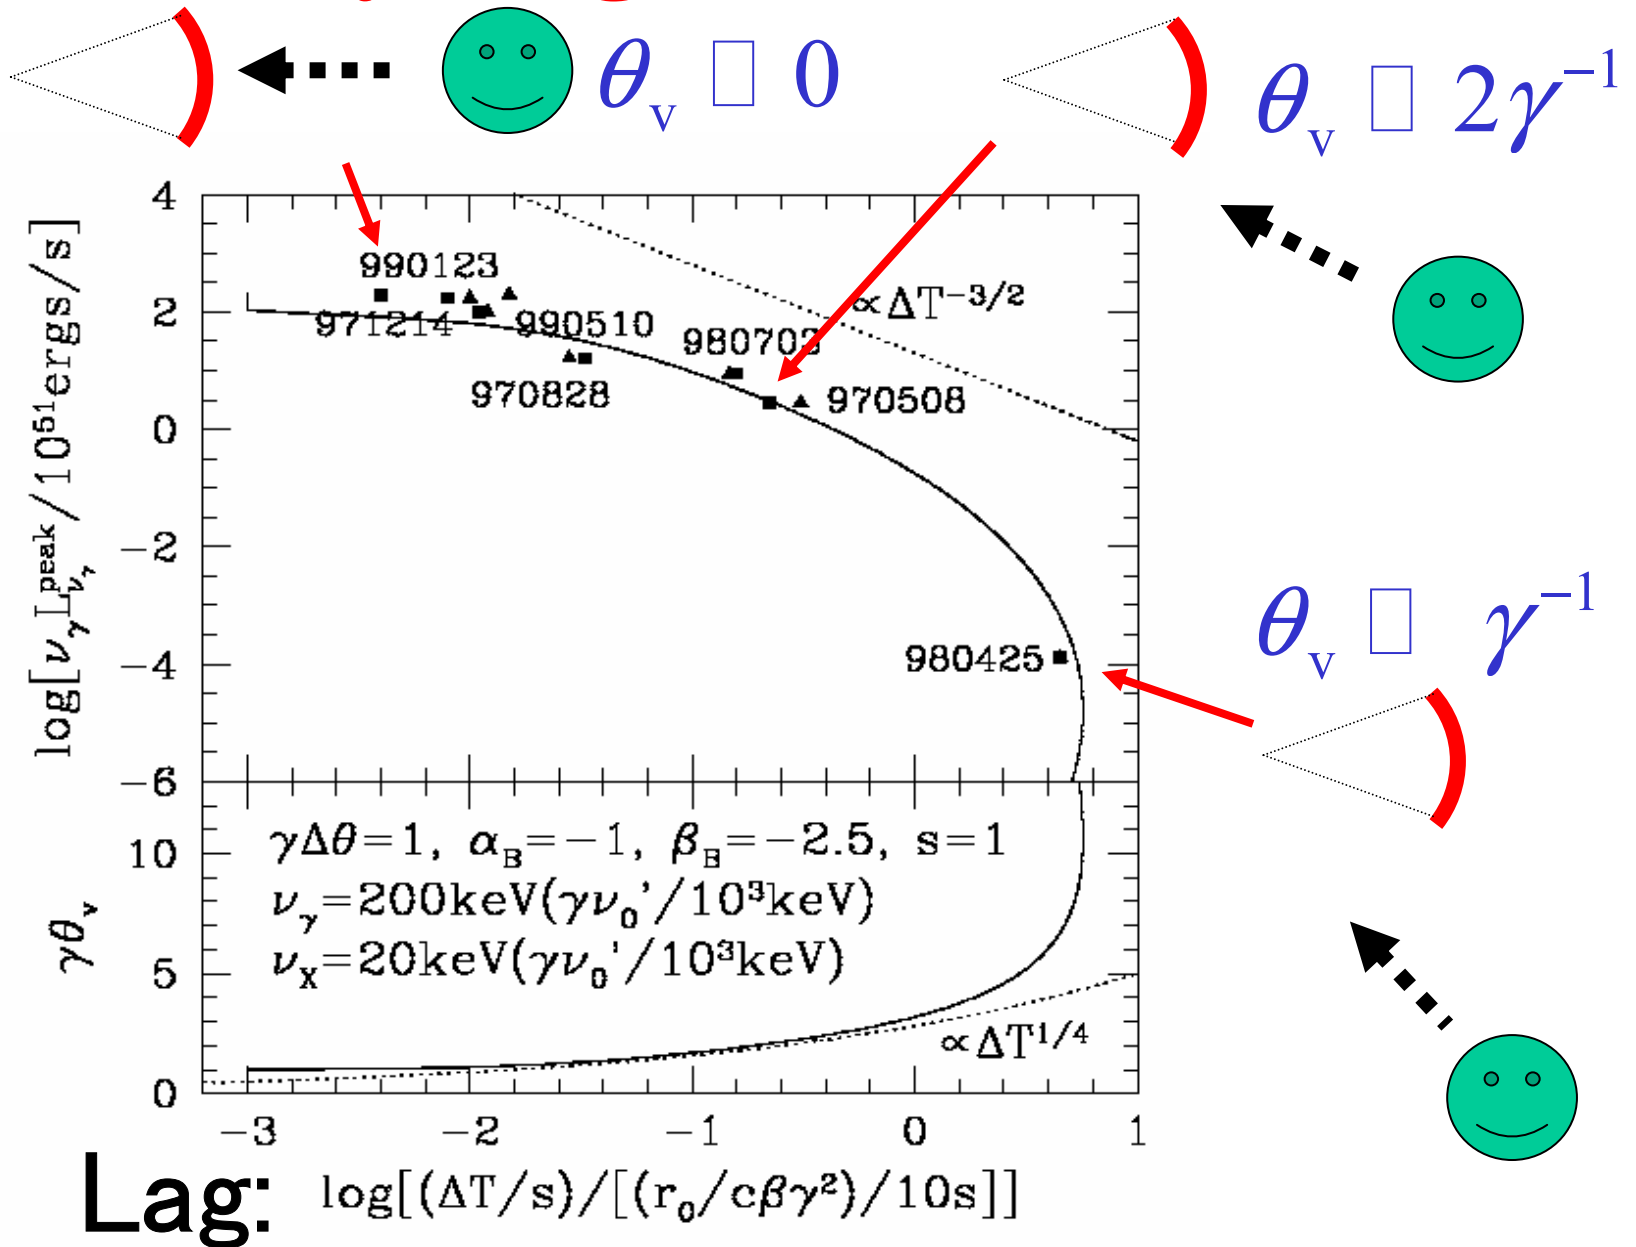 θv □ 0
θv □ 2γ⁻¹
4
2
0
−2
−4
−6
log[νγLνγpeak/10⁵¹ergs/s]
990123
971214
990510
980703
970828
970508
∝ΔT−3/2
980425
θv □ γ⁻¹
10
5
0
γθv
γΔθ=1, αB=−1, βB=−2.5, s=1
νγ=200keV(γν0'/10³keV)
νX=20keV(γν0'/10³keV)
∝ΔT1/4
−3 −2 −1 0 1
Lag: log[(ΔT/s)/[(r0/cβγ²)/10s]]